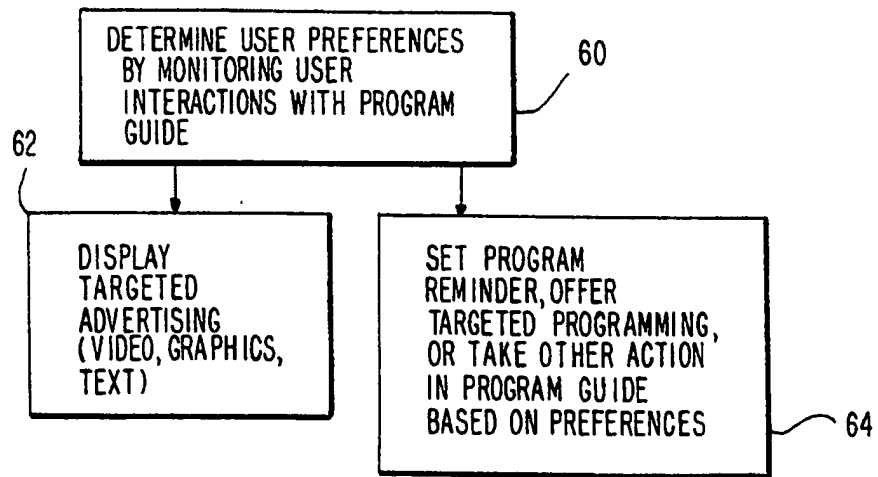 DETERMINE USER PREFERENCES
BY MONITORING USER
INTERACTIONS WITH PROGRAM
GUIDE
60
62
DISPLAY
TARGETED
ADVERTISING
(VIDEO, GRAPHICS,
TEXT)
SET PROGRAM
REMINDER, OFFER
TARGETED PROGRAMMING,
OR TAKE OTHER ACTION
IN PROGRAM GUIDE
BASED ON PREFERENCES
64